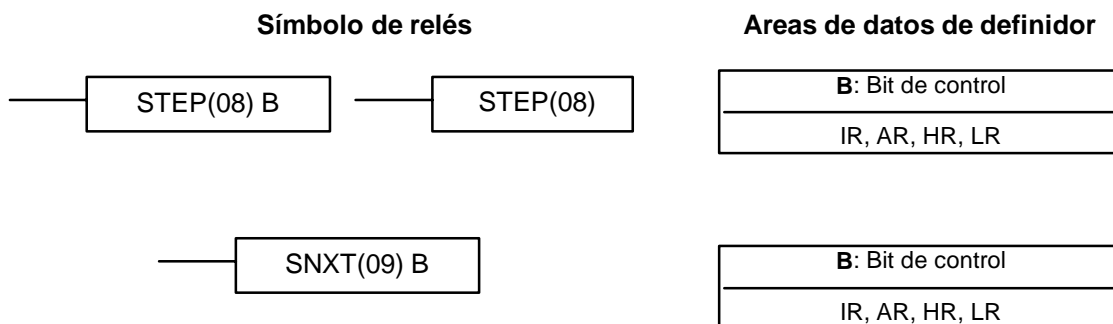 Símbolo de relés
Areas de datos de definidor
STEP(08) B
STEP(08)
B: Bit de control
IR, AR, HR, LR
SNXT(09) B
B: Bit de control
IR, AR, HR, LR